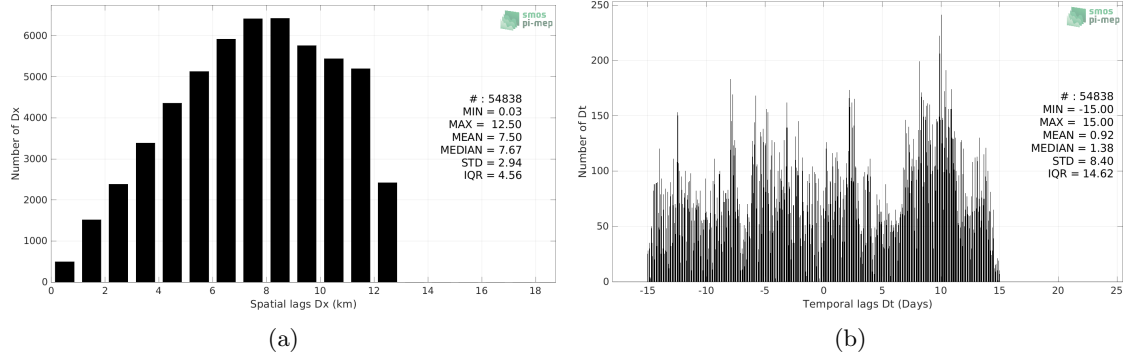 smos
pi-mep
Number of Dx
6000
5000
4000
3000
2000
1000
0
# : 54838
MIN = 0.03
MAX = 12.50
MEAN = 7.50
MEDIAN = 7.67
STD = 2.94
IQR = 4.56
0 2 4 6 8 10 12 14 16 18
Spatial lags Dx (km)
(a)
smos
pi-mep
Number of Dt
250
200
150
100
50
0
# : 54838
MIN = -15.00
MAX = 15.00
MEAN = 0.92
MEDIAN = 1.38
STD = 8.40
IQR = 14.62
-15 -10 -5 0 5 10 15 20 25
Temporal lags Dt (Days)
(b)